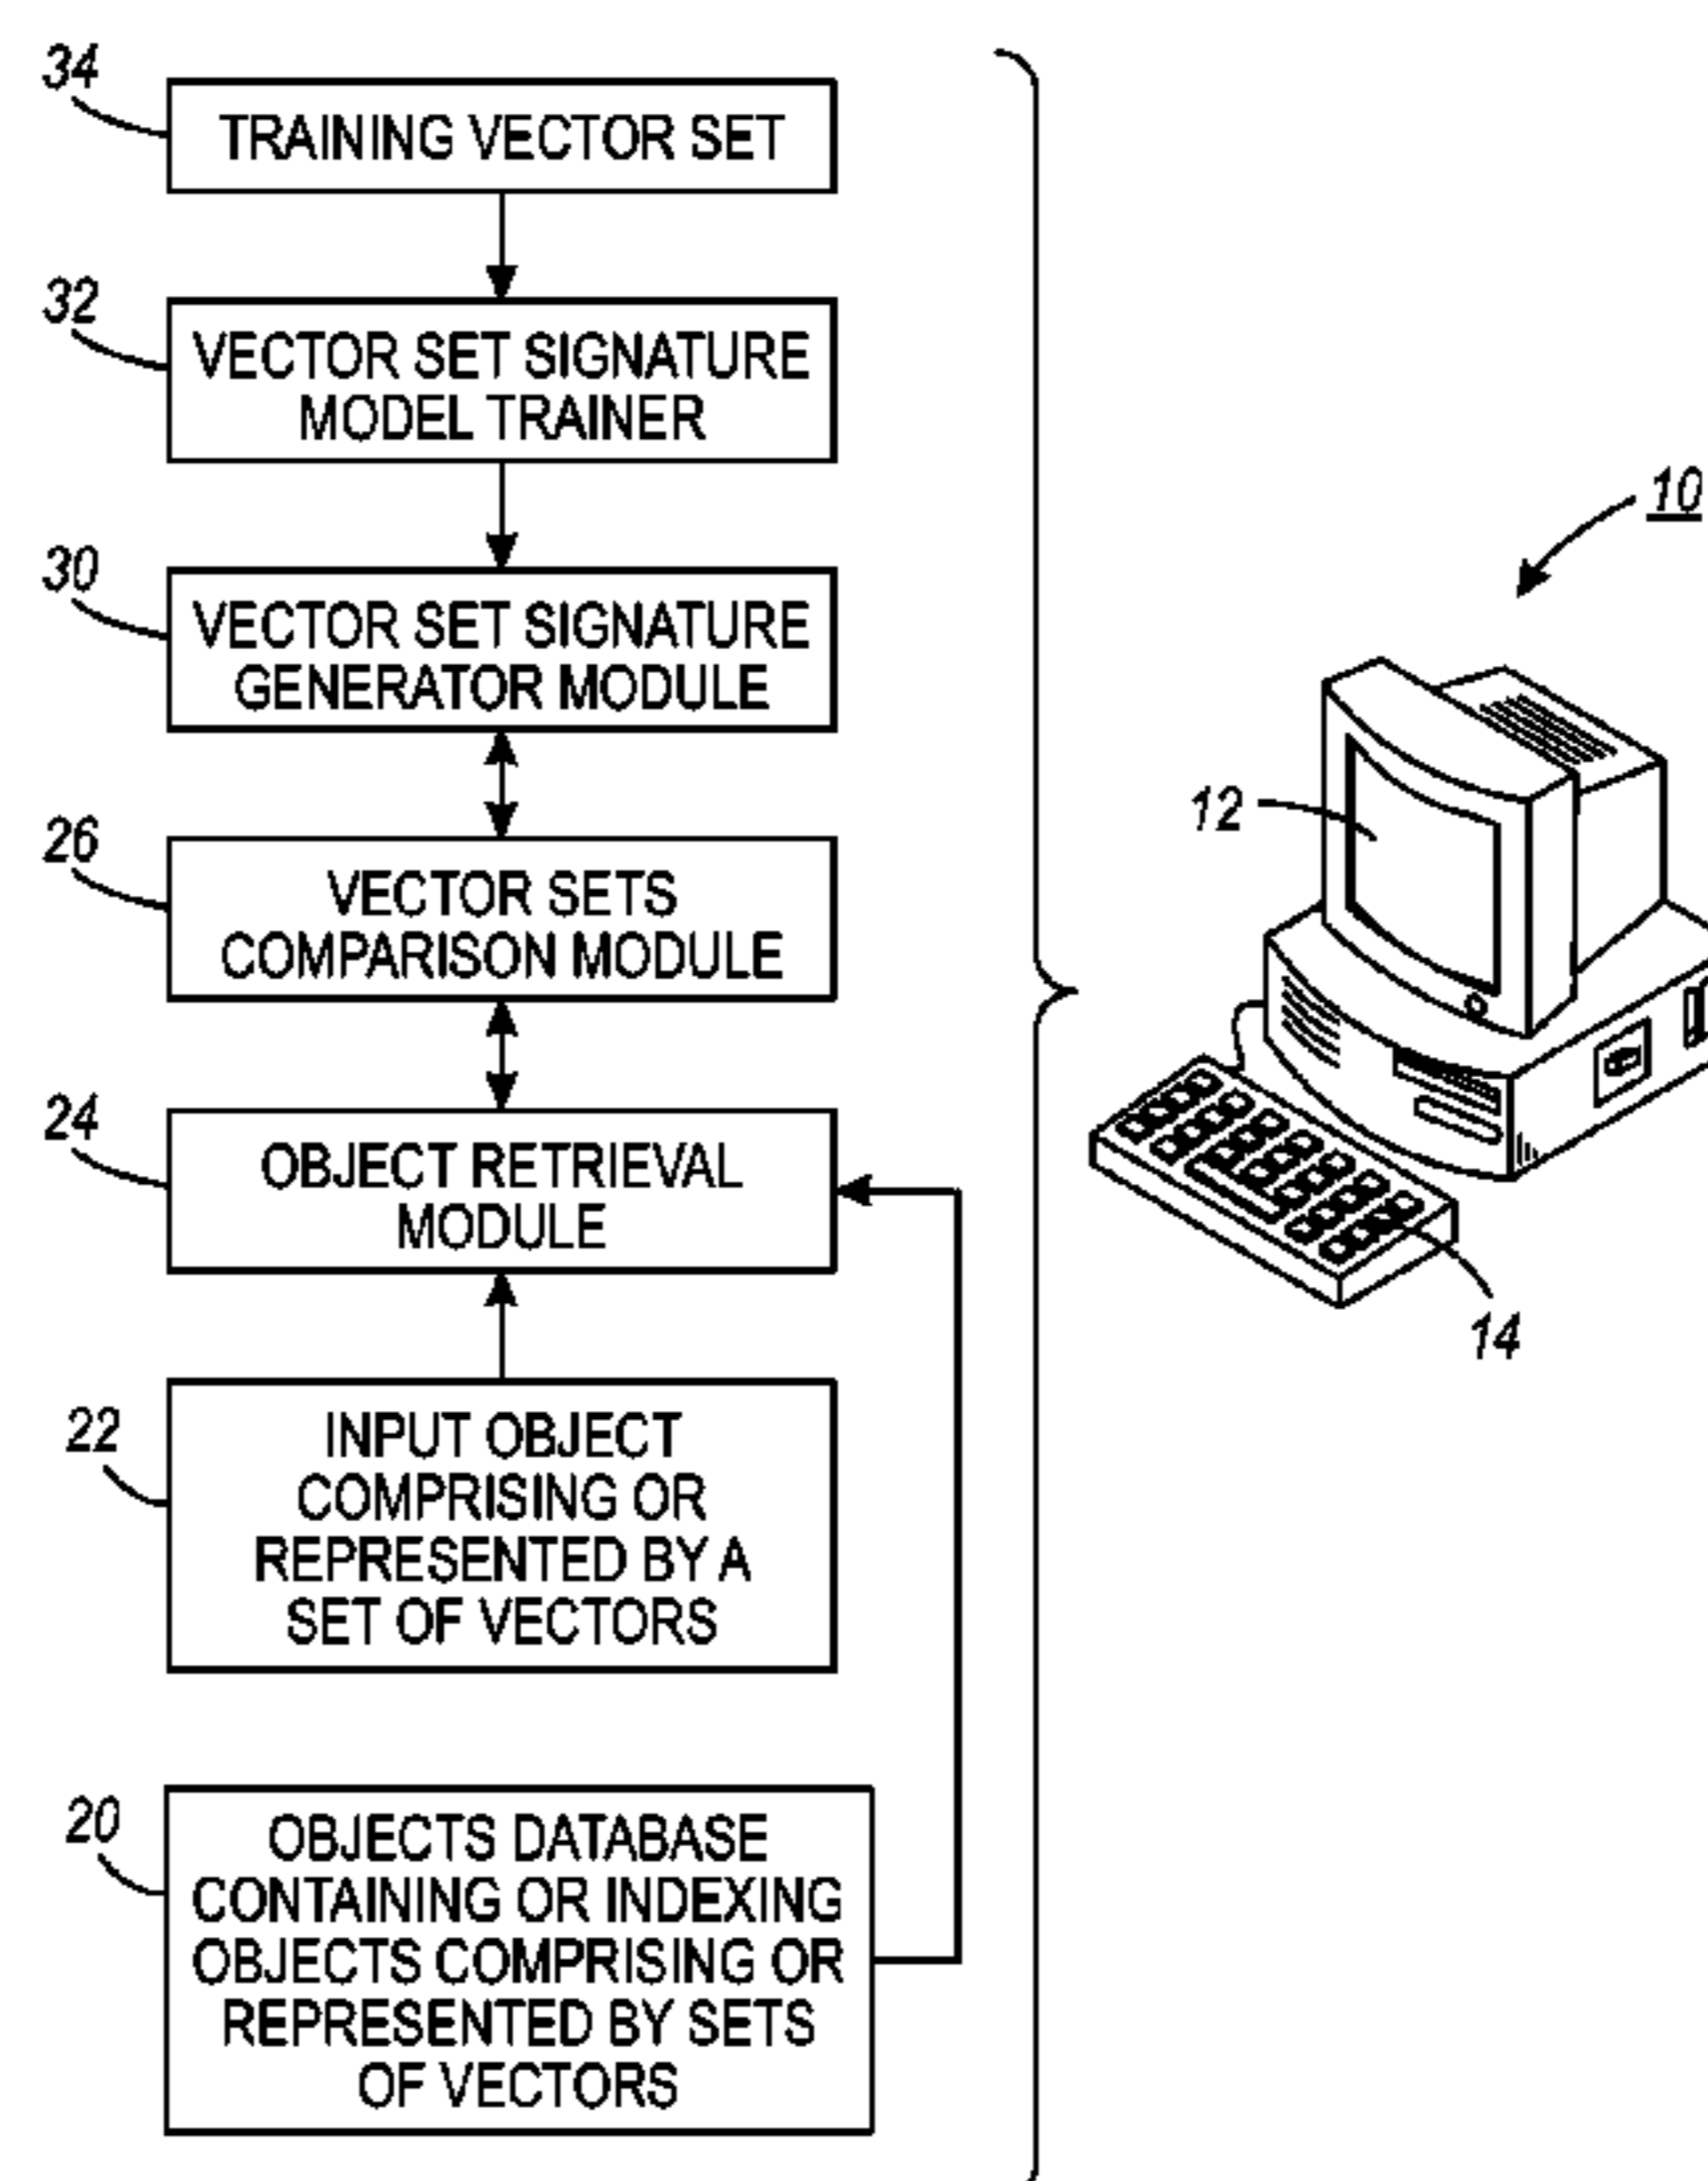 34
TRAINING VECTOR SET
32
VECTOR SET SIGNATURE
MODEL TRAINER
30
VECTOR SET SIGNATURE
GENERATOR MODULE
26
VECTOR SETS
COMPARISON MODULE
24
OBJECT RETRIEVAL
MODULE
22
INPUT OBJECT
COMPRISING OR
REPRESENTED BY A
SET OF VECTORS
20
OBJECTS DATABASE
CONTAINING OR INDEXING
OBJECTS COMPRISING OR
REPRESENTED BY SETS
OF VECTORS
10
12
14